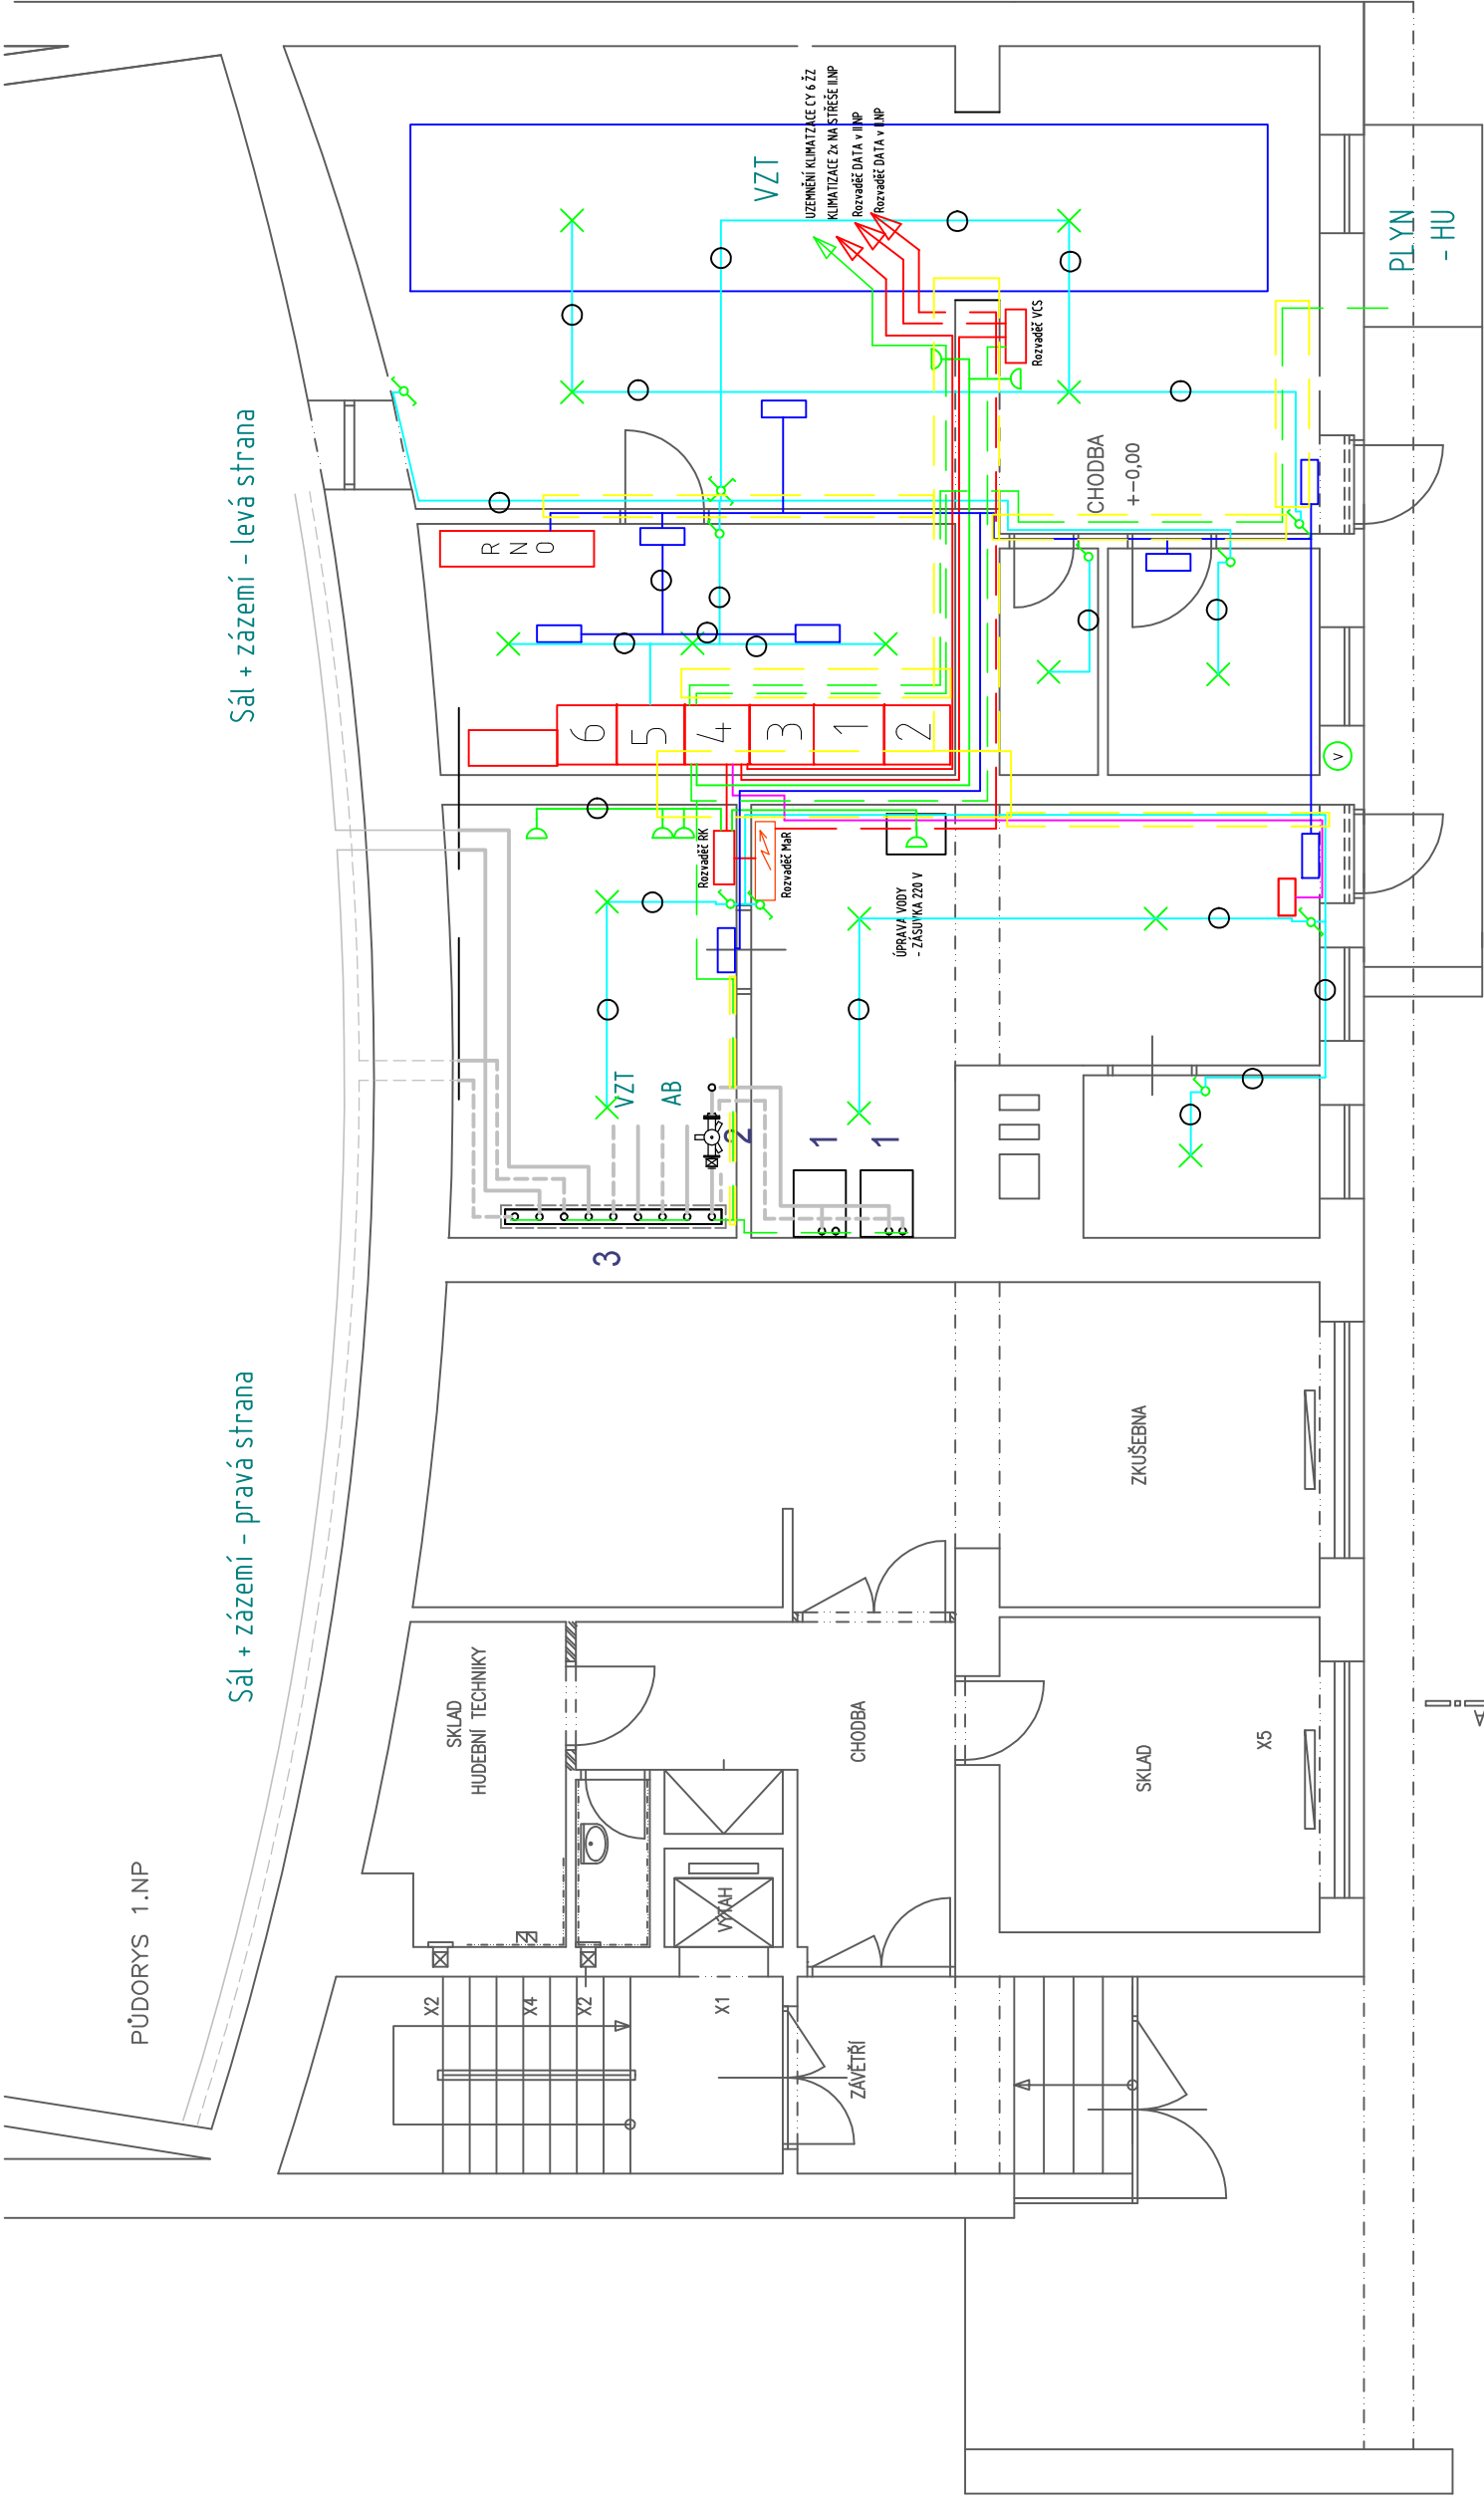 UZEMNĚNÍ KLIMATZACE CY 6 ŽZ
KLIMATIZACE 2x NA STŘEŠE II.NP
Rozvaděč DATA v II.NP
Rozvaděč DATA v II.NP
VZT
PLYN
- HU
Sál + zázemí - levá strana
Rozvaděč VCS
CHODBA
+-0,00
RNO
6
5
4
3
1
2
V
Rozvaděč RK
Rozvaděč MaR
ÚPRAVA VODY
- ZÁSUVKA 220 V
VZT
AB
2
1
1
3
Sál + zázemí - pravá strana
ZKUŠEBNA
SKLAD
HUDEBNÍ TECHNIKY
CHODBA
SKLAD
X5
VÝTAH
PŮDORYS 1.NP
X2
X4
X2
X1
ZÁVĚTŘÍ